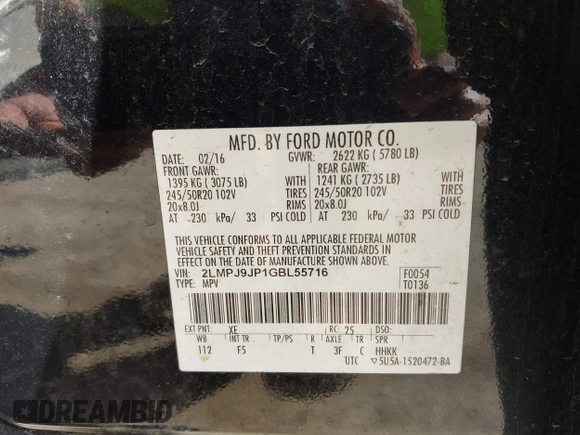 MFD. BY FORD MOTOR CO.
DATE: 02/16 GVWR: 2622 KG ( 5780 LB)
FRONT GAWR: REAR GAWR:
1395 KG ( 3075 LB) WITH 1241 KG ( 2735 LB) WITH
245/50R20 102V TIRES 245/50R20 102V TIRES
20x8.0J RIMS 20x8.0J RIMS
AT 230 kPa/ 33 PSI COLD AT 230 kPa/ 33 PSI COLD
THIS VEHICLE CONFORMS TO ALL APPLICABLE FEDERAL MOTOR
VEHICLE SAFETY AND THEFT PREVENTION STANDARDS IN
EFFECT ON THE DATE OF MANUFACTURE SHOWN ABOVE.
VIN: 2LMPJ9JP1GBL55716 F0054
TYPE: MPV T0136
EXT PNT: XE RC: 25 DSO:
WB INT TR TP/PS R AXLE TR SPR
112 F5 T 3F C HHKK
UTC ▽5U5A-1520472-BA
DREAMBID